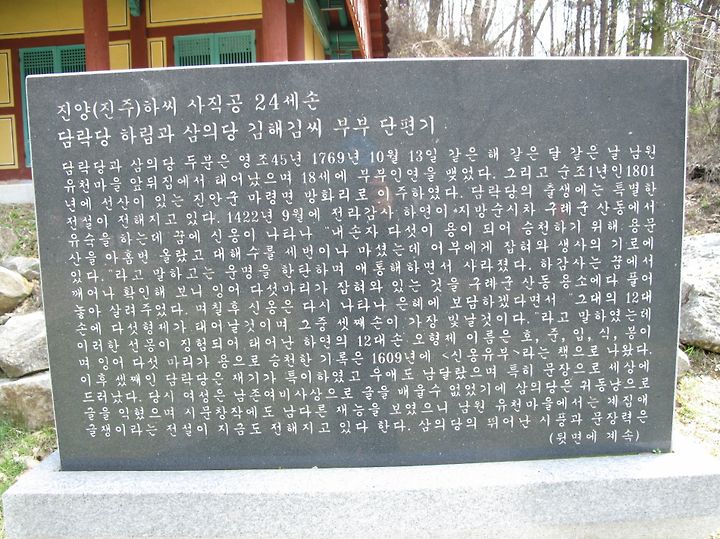 진양(진주)하씨 사직공 24세손
담락당 하립과 삼의당 김해김씨 부부 단편기
담락당과 삼의당 두분은 영조45년 1769년 10월 13일 같은 해 같은 달 같은 날 남원
유천마을 앞뒤집에서 태어났으며 18세에 부부인연을 맺었다. 그리고 순조1년인 1801
년에 선산이 있는 진안군 마령면 방화리로 이주하였다. 담락당의 출생에는 특별한
전설이 전해지고 있다. 1422년 9월에 전라감사 하연이 지방순시차 구례군 산동에서
유숙을 하는데 꿈에 신옹이 나타나 "내손자 다섯이 용이 되어 승천하기 위해 용문
산을 아홉번 올랐고 대해수를 세번이나 마셨는데 어부에게 잡혀와 생사의 기로에
있다."라고 말하고는 운명을 한탄하며 애통해하면서 사라졌다. 하감사는 꿈에서
깨어나 확인해 보니 잉어 다섯마리가 잡혀와 있는 것을 구례군 산동 용소에다 풀어
놓아 살려주었다. 며칠후 신옹은 다시 나타나 은혜에 보답하겠다면서 "그대의 12대
손에 다섯형제가 태어날것이며 그중 셋째손이 가장 빛날것이다."라고 말하였는데
이러한 선몽이 징험되어 태어난 하연의 12대손 오형제 이름은 호, 준, 립, 식, 봉이
며 잉어 다섯 마리가 용으로 승천한 기록은 1609년에 <신옹유부>라는 책으로 나왔다.
이후 셋째인 담락당은 재기가 특이하였고 우애도 남달랐으며 특히 문장으로 세상에
드러났다. 당시 여성은 남존여비사상으로 글을 배울수 없었기에 삼의당은 귀동냥으로
글을 익혔으며 시문창작에도 남다른 재능을 보였으니 남원 유천마을에서는 계집애
글쟁이라는 전설이 지금도 전해지고 있다 한다. 삼의당의 뛰어난 시풍과 문장력은
(뒷면에 계속)